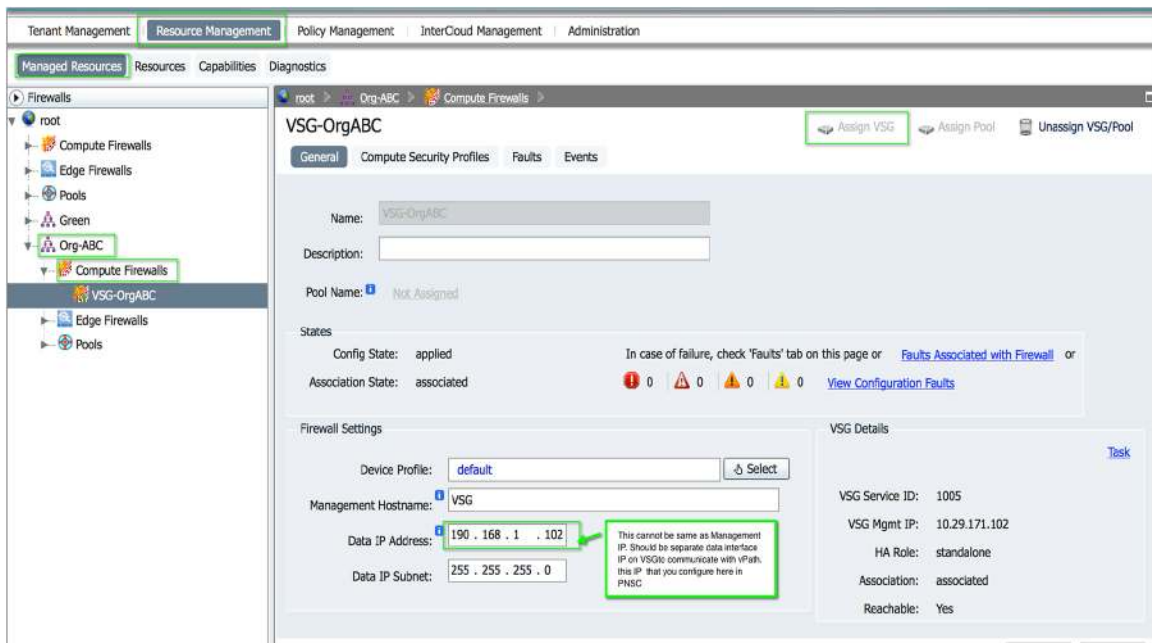 Tenant Management Resource Management Policy Management InterCloud Management Administration
Managed Resources Resources Capabilities Diagnostics
Firewalls
root
Compute Firewalls
Edge Firewalls
Pools
Green
Org-ABC
Compute Firewalls
VSG-OrgABC
Edge Firewalls
Pools
root Org-ABC Compute Firewalls
VSG-OrgABC
Assign VSG Assign Pool Unassign VSG/Pool
General Compute Security Profiles Faults Events
Name: VSG-OrgABC
Description:
Pool Name: Not Assigned
States
Config State: applied
In case of failure, check 'Faults' tab on this page or Faults Associated with Firewall or
Association State: associated
0 0 0 0 View Configuration Faults
Firewall Settings
Device Profile: default Select
Management Hostname: VSG
Data IP Address: 190 . 168 . 1 . 102
This cannot be same as Management
IP. Should be separate data interface
IP on VSGto communicate with vPath.
this IP that you configure here in
PNSC
Data IP Subnet: 255 . 255 . 255 . 0
VSG Details
Task
VSG Service ID: 1005
VSG Mgmt IP: 10.29.171.102
HA Role: standalone
Association: associated
Reachable: Yes